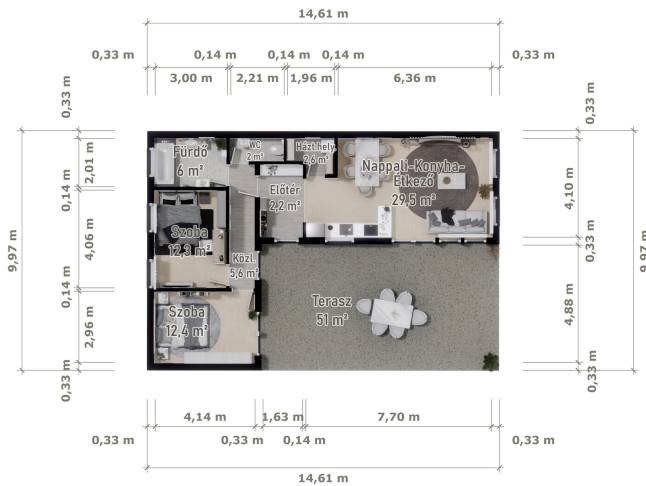 14,61 m
0,33 m 0,14 m 0,14 m 0,14 m 0,33 m
3,00 m 2,21 m 1,96 m 6,36 m
0,33 m
2,01 m
0,14 m
4,06 m
0,14 m
2,96 m
0,33 m
9,97 m
Fürdő
6 m²
WC
2 m²
Házt.hely.
2,6 m²
Nappali-Konyha-
Étkező
29,5 m²
Előtér
2,2 m²
Szoba
12,3 m²
Közl.
5,6 m²
Szoba
12,4 m²
Terasz
51 m²
0,33 m
4,10 m
0,33 m
4,88 m
0,33 m
9,97 m
4,14 m 1,63 m 7,70 m
0,33 m 0,33 m 0,14 m 0,33 m
14,61 m